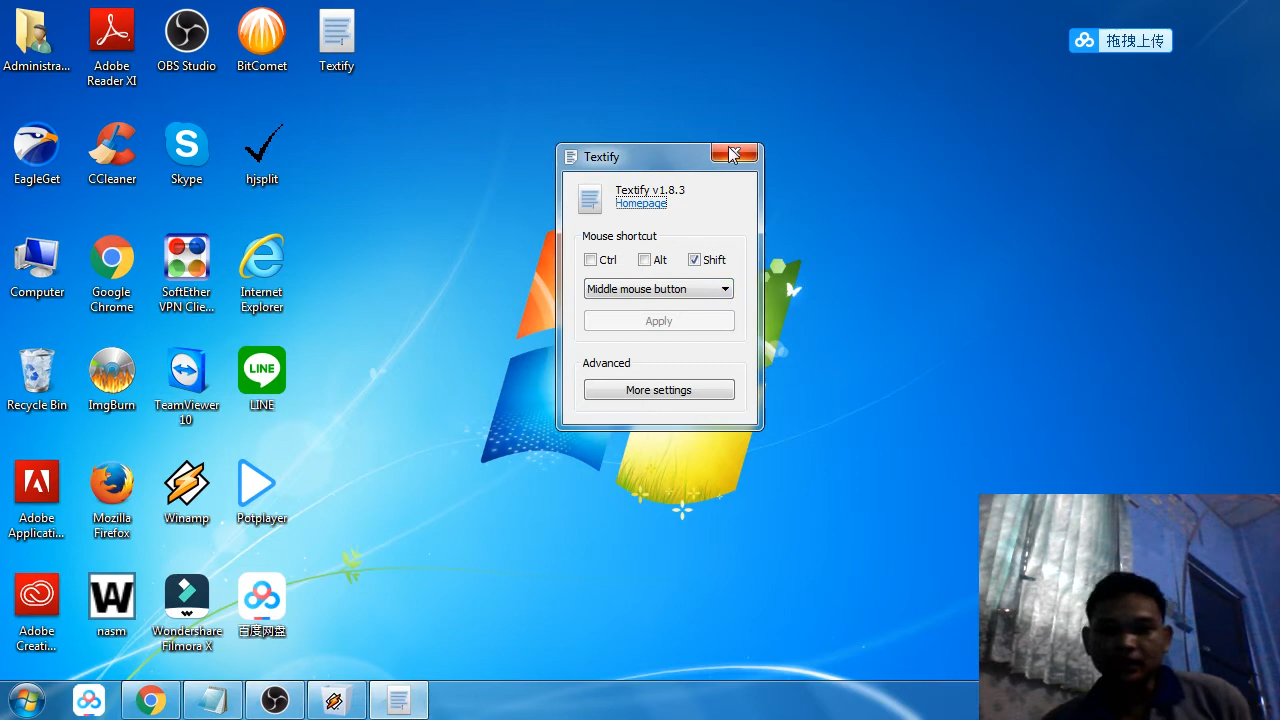 Administra...
Adobe
Reader XI
OBS Studio
BitComet
Textify
EagleGet
CCleaner
Skype
hjsplit
Computer
Google
Chrome
SoftEther
VPN Clie...
Internet
Explorer
Recycle Bin
ImgBurn
TeamViewer
10
LINE
LINE
Adobe
Applicati...
Mozilla
Firefox
Winamp
Potplayer
Adobe
Creati...
W
nasm
Wondershare
Filmora X
百度网盘
拖拽上传
Textify
Textify v1.8.3
Homepage
Mouse shortcut
Ctrl
Alt
Shift
Middle mouse button
Apply
Advanced
More settings